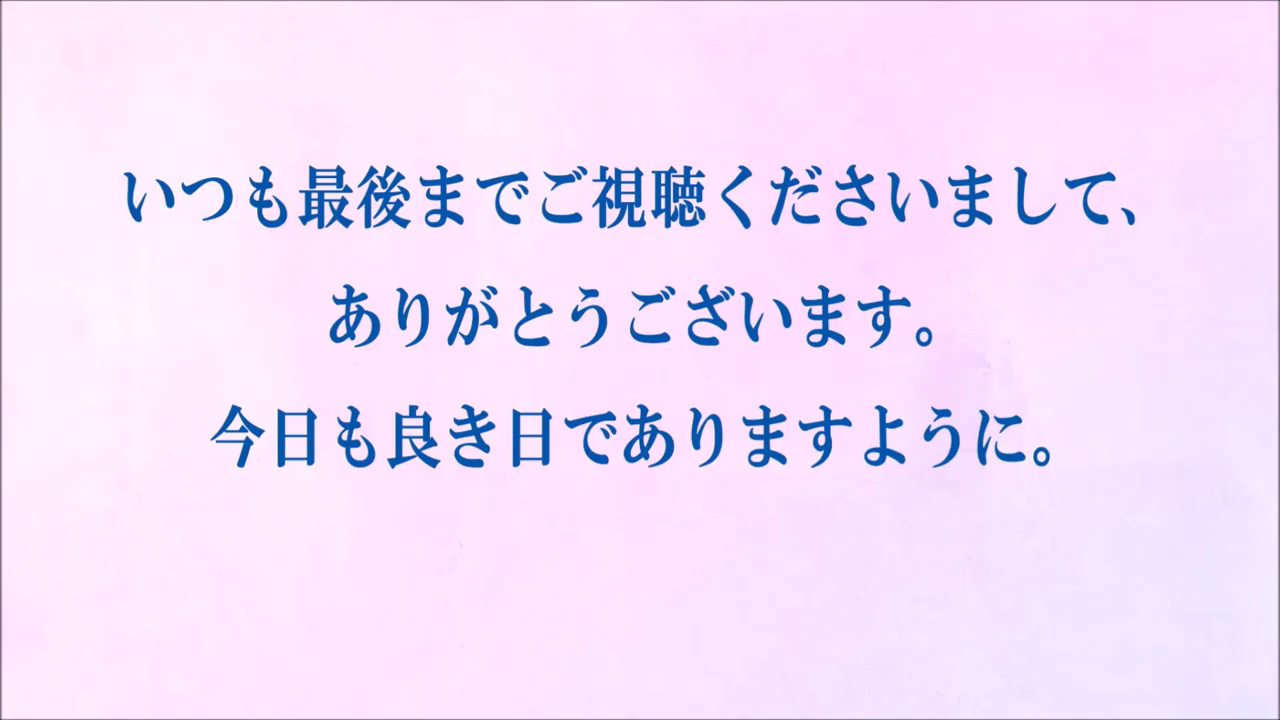 いつも最後までご視聴くださいまして、
ありがとうございます。
今日も良き日でありますように。